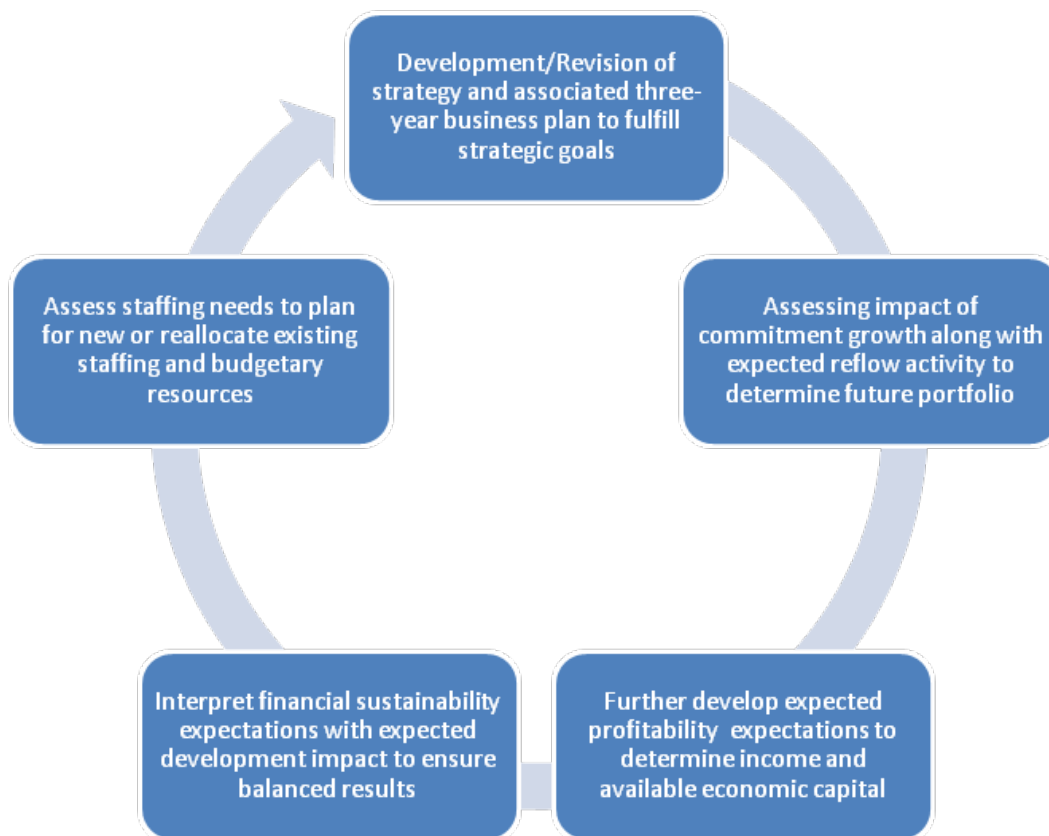 Development/Revision of
strategy and associated three-
year business plan to fulfill
strategic goals
Assessing impact of
commitment growth along with
expected reflow activity to
determine future portfolio
Further develop expected
profitability expectations to
determine income and
available economic capital
Interpret financial sustainability
expectations with expected
development impact to ensure
balanced results
Assess staffing needs to plan
for new or reallocate existing
staffing and budgetary
resources